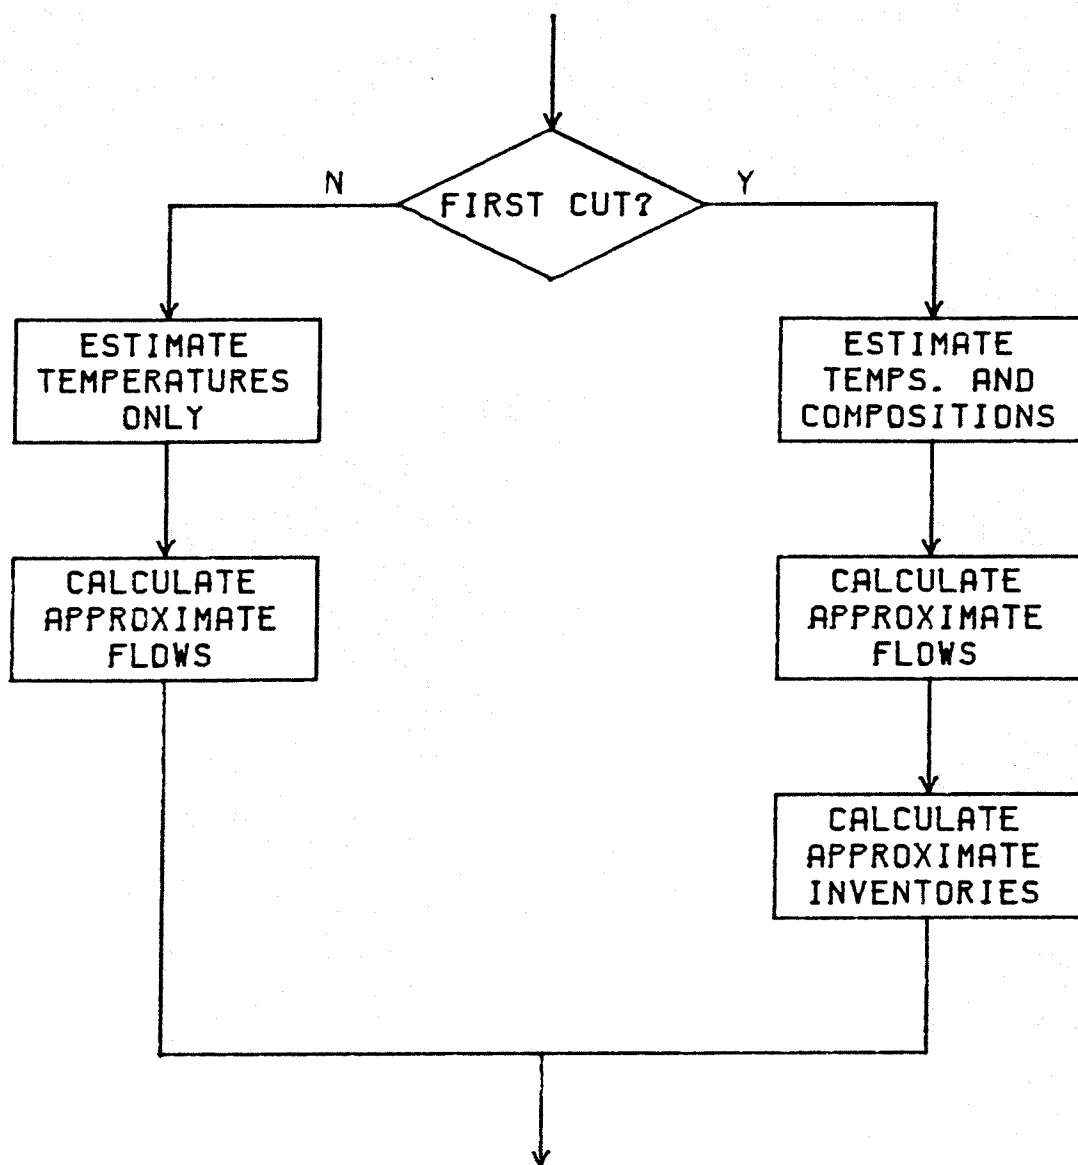 N
Y
FIRST CUT?
ESTIMATE
TEMPERATURES
ONLY
ESTIMATE
TEMPS. AND
COMPOSITIONS
CALCULATE
APPROXIMATE
FLOWS
CALCULATE
APPROXIMATE
FLOWS
CALCULATE
APPROXIMATE
INVENTORIES